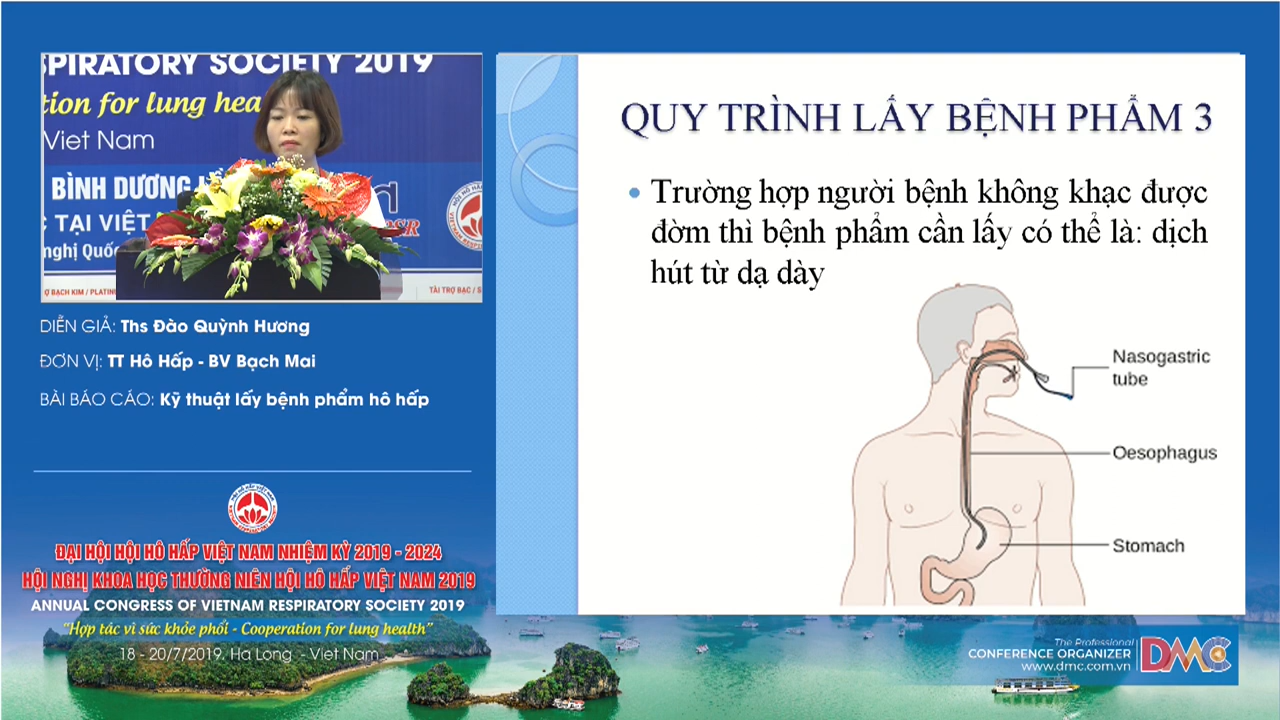 SPIRATORY SOCIETY 2019
tion for lung hea
Viet Nam
BÌNH DƯƠNG
TẠI VIỆT
nghị Quốc
Ợ BẠCH KIM / PLATIN
TÀI TRỢ BẠC / S
DIỄN GIẢ: Ths Đào Quỳnh Hương
ĐƠN VỊ: TT Hô Hấp - BV Bạch Mai
BÀI BÁO CÁO: Kỹ thuật lấy bệnh phẩm hô hấp
ĐẠI HỘI HỘI HÔ HẤP VIỆT NAM NHIỆM KỲ 2019 - 2024
HỘI NGHỊ KHOA HỌC THƯỜNG NIÊN HỘI HÔ HẤP VIỆT NAM 2019
ANNUAL CONGRESS OF VIETNAM RESPIRATORY SOCIETY 2019
"Hợp tác vì sức khỏe phổi - Cooperation for lung health"
18 - 20/7/2019. Ha Long - Viet Nam
QUY TRÌNH LẤY BỆNH PHẨM 3
• Trường hợp người bệnh không khạc được
đờm thì bệnh phẩm cần lấy có thể là: dịch
hút từ dạ dày
Nasogastric
tube
Oesophagus
Stomach
The Professional
CONFERENCE ORGANIZER
www.dmc.com.vn
DMC